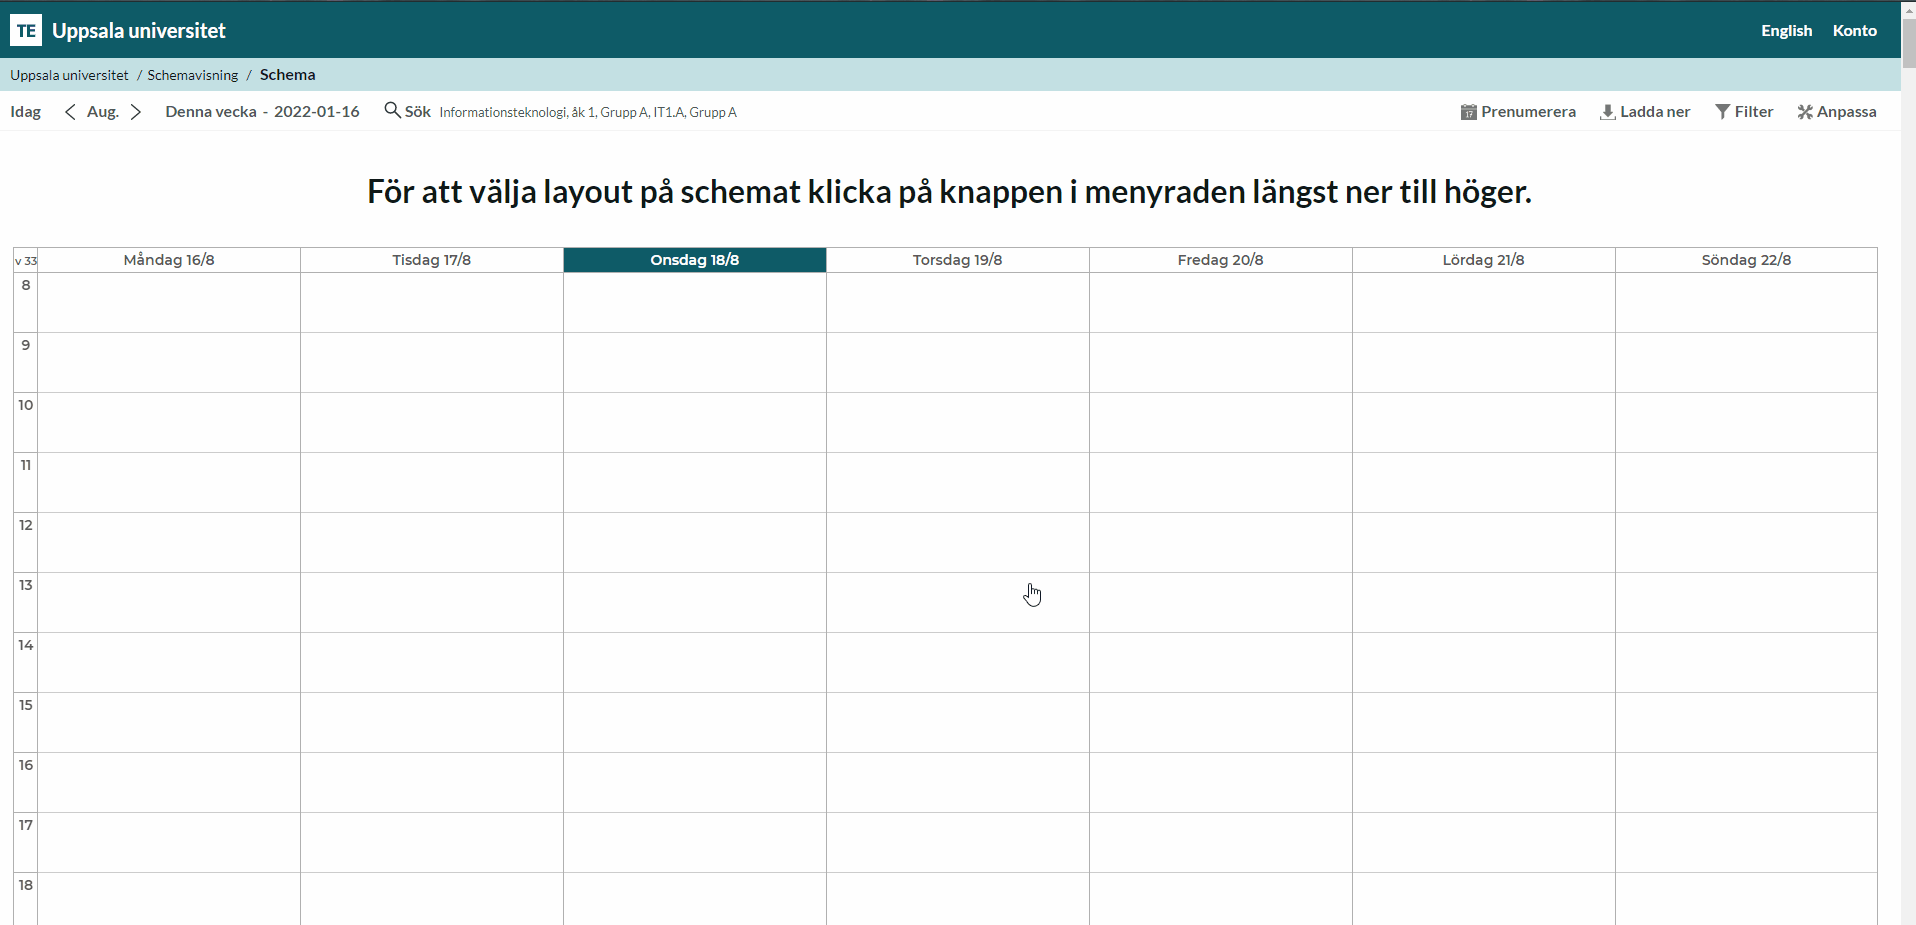 TE Uppsala universitet English Konto
Uppsala universitet / Schemavisning / Schema
Idag Aug. Denna vecka - 2022-01-16 Sök Informationsteknologi, åk 1, Grupp A, IT1.A, Grupp A 17 Prenumerera Ladda ner Filter Anpassa
För att välja layout på schemat klicka på knappen i menyraden längst ner till höger.
v 33 Måndag 16/8 Tisdag 17/8 Onsdag 18/8 Torsdag 19/8 Fredag 20/8 Lördag 21/8 Söndag 22/8
8
9
10
11
12
13
14
15
16
17
18